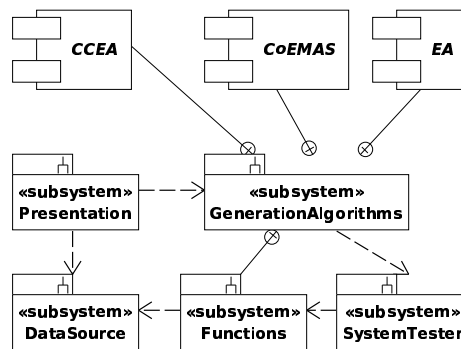 CCEA
CoEMAS
EA
«subsystem»
Presentation
«subsystem»
GenerationAlgorithms
«subsystem»
DataSource
«subsystem»
Functions
«subsystem»
SystemTester